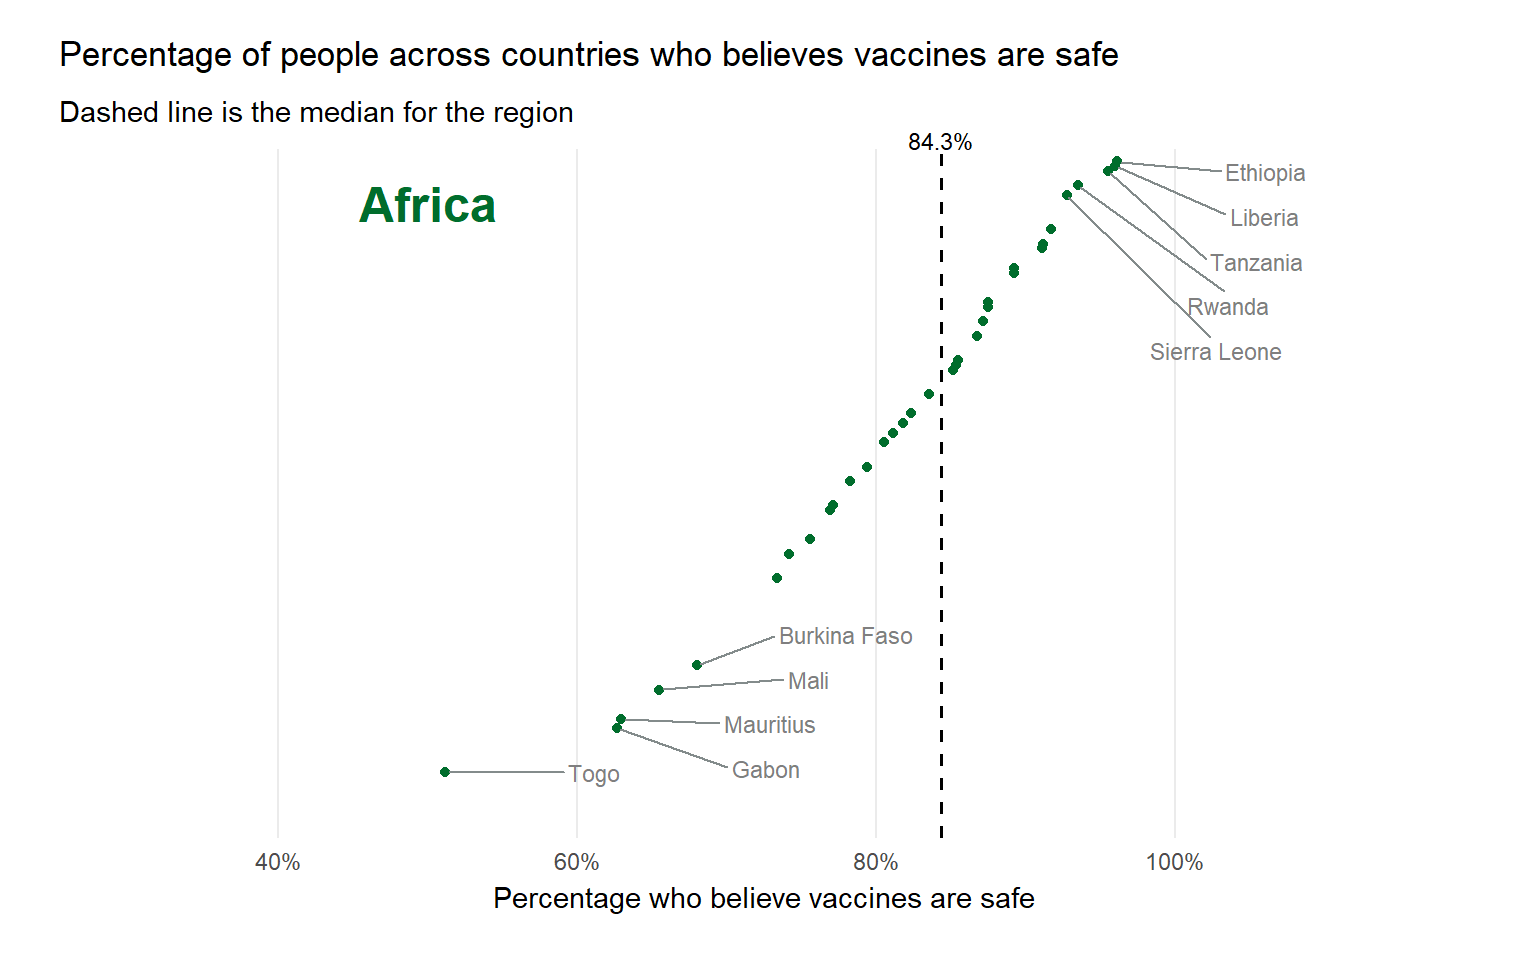 Percentage of people across countries who believes vaccines are safe
Dashed line is the median for the region
84.3%
Africa
Ethiopia
Liberia
Tanzania
Rwanda
Sierra Leone
Burkina Faso
Mali
Mauritius
Gabon
Togo
40%
60%
80%
100%
Percentage who believe vaccines are safe